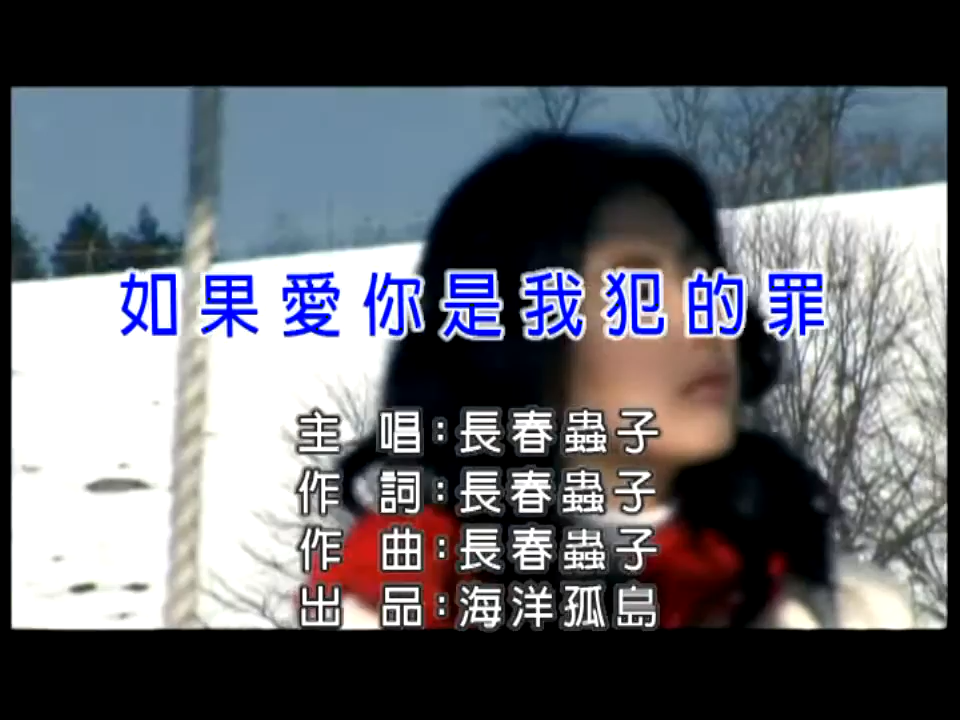 如果愛你是我犯的罪
主 唱:長春蟲子
作 詞:長春蟲子
作 曲:長春蟲子
出 品:海洋孤島